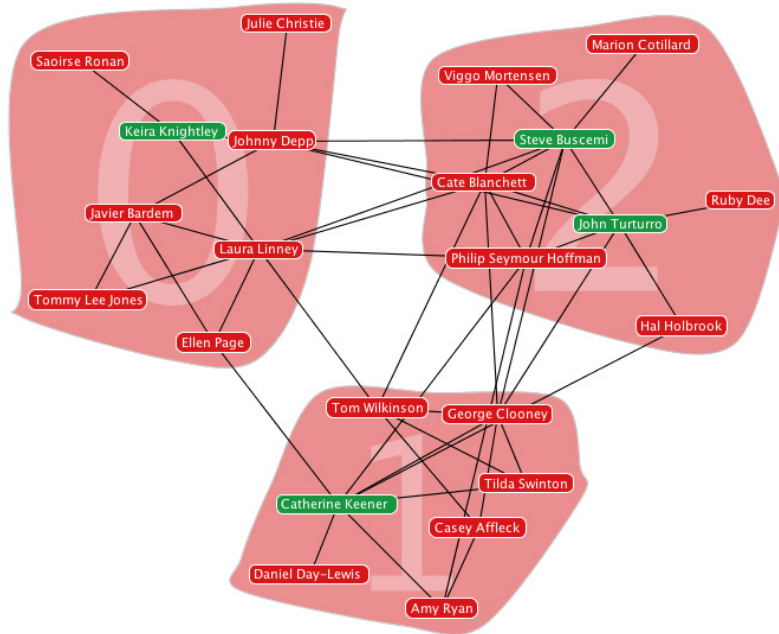 Julie Christie
Saoirse Ronan
Keira Knightley
Johnny Depp
0
Javier Bardem
Laura Linney
Tommy Lee Jones
Ellen Page
Marion Cotillard
Viggo Mortensen
Steve Buscemi
2
Cate Blanchett
Ruby Dee
John Turturro
Philip Seymour Hoffman
Hal Holbrook
Tom Wilkinson
George Clooney
1
Tilda Swinton
Catherine Keener
Casey Affleck
Daniel Day-Lewis
Amy Ryan